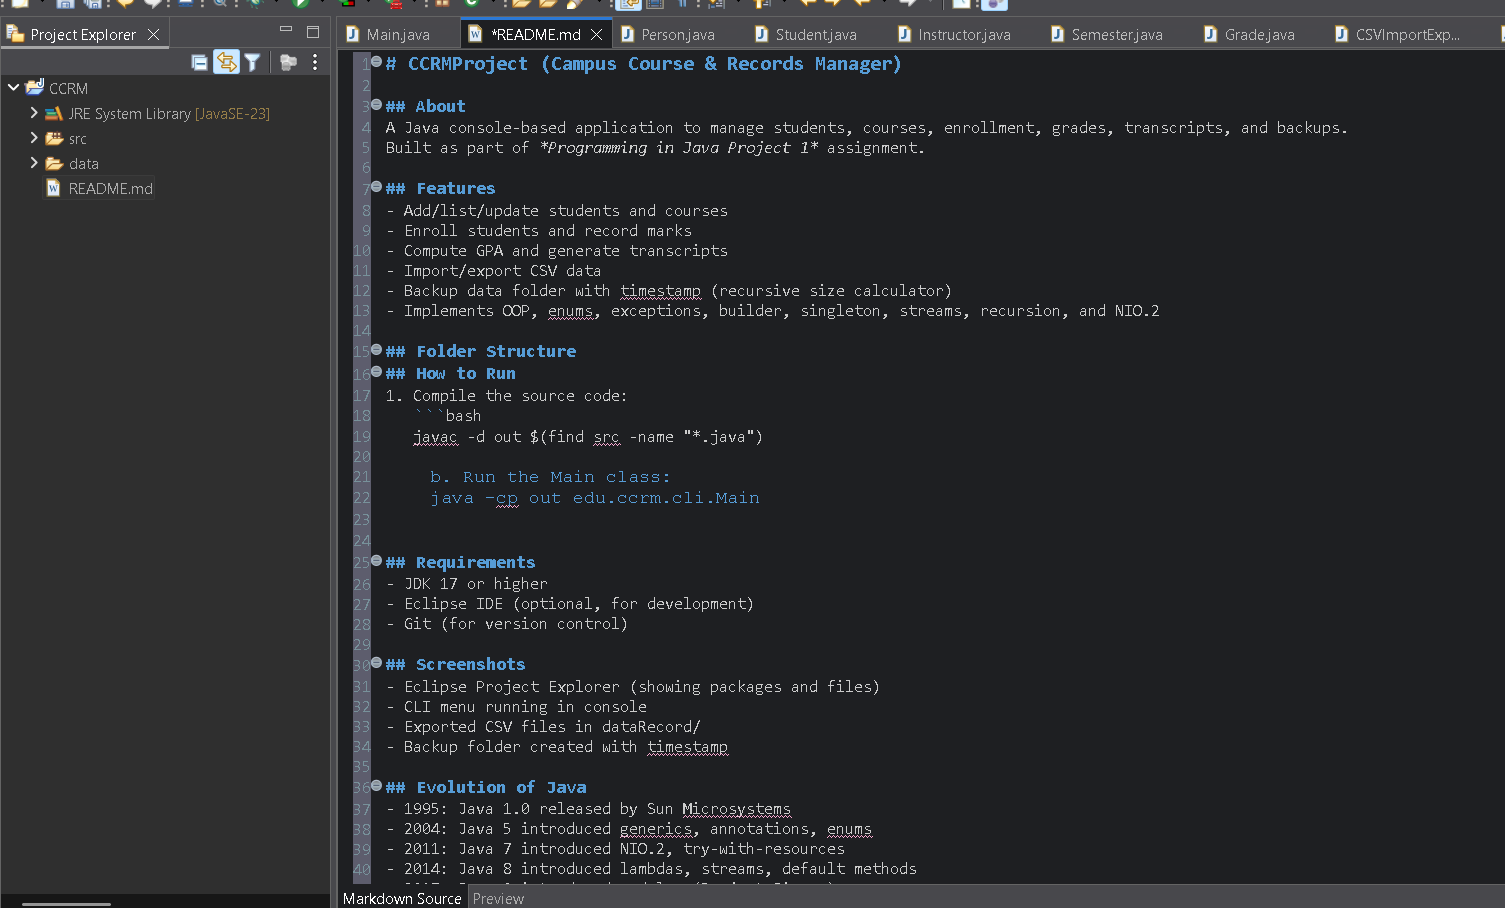 Project Explorer
CCRM
JRE System Library [JavaSE-23]
src
data
README.md
Main.java
*README.md
Person.java
Student.java
Instructor.java
Semester.java
Grade.java
CSVImportExp...
1 # CCRMProject (Campus Course & Records Manager)
2
3 ## About
4 A Java console-based application to manage students, courses, enrollment, grades, transcripts, and backups.
5 Built as part of *Programming in Java Project 1* assignment.
6
7 ## Features
8 - Add/list/update students and courses
9 - Enroll students and record marks
10 - Compute GPA and generate transcripts
11 - Import/export CSV data
12 - Backup data folder with timestamp (recursive size calculator)
13 - Implements OOP, enums, exceptions, builder, singleton, streams, recursion, and NIO.2
14
15 ## Folder Structure
16 ## How to Run
17 1. Compile the source code:
18 ```bash
19 javac -d out $(find src -name "*.java")
20
21 b. Run the Main class:
22 java -cp out edu.ccrm.cli.Main
23
24
25 ## Requirements
26 - JDK 17 or higher
27 - Eclipse IDE (optional, for development)
28 - Git (for version control)
29
30 ## Screenshots
31 - Eclipse Project Explorer (showing packages and files)
32 - CLI menu running in console
33 - Exported CSV files in dataRecord/
34 - Backup folder created with timestamp
35
36 ## Evolution of Java
37 - 1995: Java 1.0 released by Sun Microsystems
38 - 2004: Java 5 introduced generics, annotations, enums
39 - 2011: Java 7 introduced NIO.2, try-with-resources
40 - 2014: Java 8 introduced lambdas, streams, default methods
Markdown Source
Preview